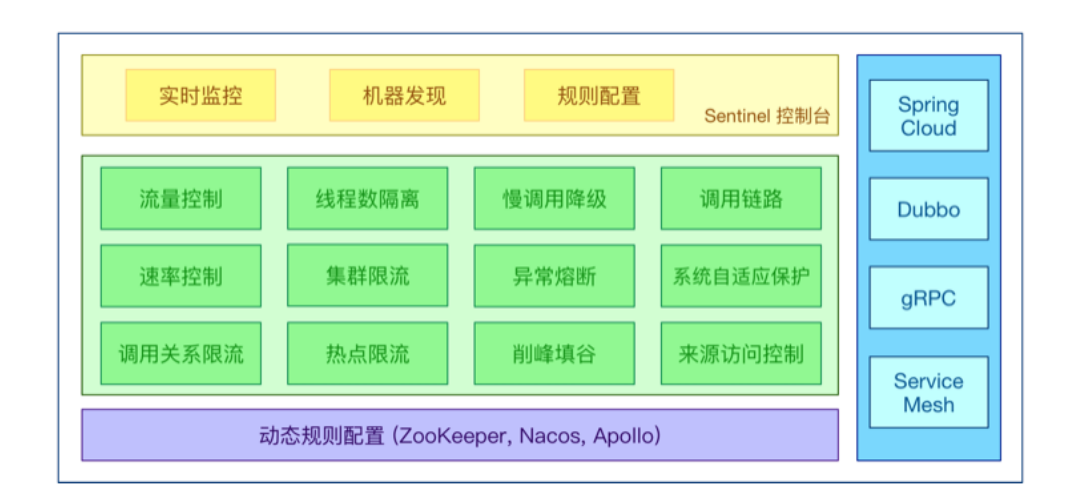 实时监控
机器发现
规则配置
Sentinel 控制台
流量控制
线程数隔离
慢调用降级
调用链路
速率控制
集群限流
异常熔断
系统自适应保护
调用关系限流
热点限流
削峰填谷
来源访问控制
动态规则配置 (ZooKeeper, Nacos, Apollo)
Spring
Cloud
Dubbo
gRPC
Service
Mesh